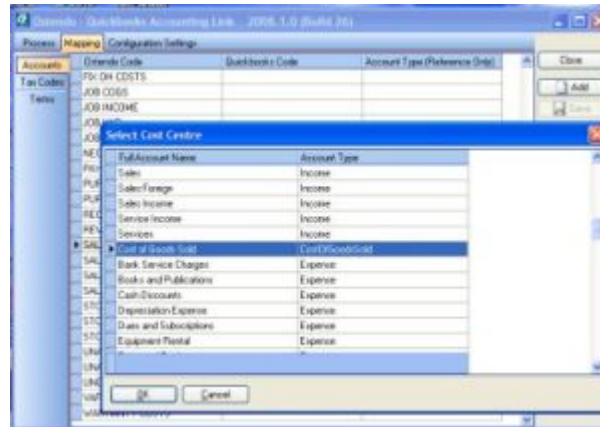 Ostendo - Quickbooks Accounting Link 2006.1.0 (Build 26)
Process Mapping Configuration Settings
Accounts
Tax Codes
Terms
Ostendo Code Quickbooks Code Account Type (Reference Only)
FIX OH COSTS
JOB COGS
JOB INCOME
Close
Add
Save
Select Cost Centre
Full Account Name Account Type
Sales Income
Sales Foreign Income
Sales Income Income
Service Income Income
Services Income
Cost of Goods Sold CostOfGoodsSold
Bank Service Charges Expense
Books and Publications Expense
Cash Discounts Expense
Depreciation Expense Expense
Dues and Subscriptions Expense
Equipment Rental Expense
OK Cancel